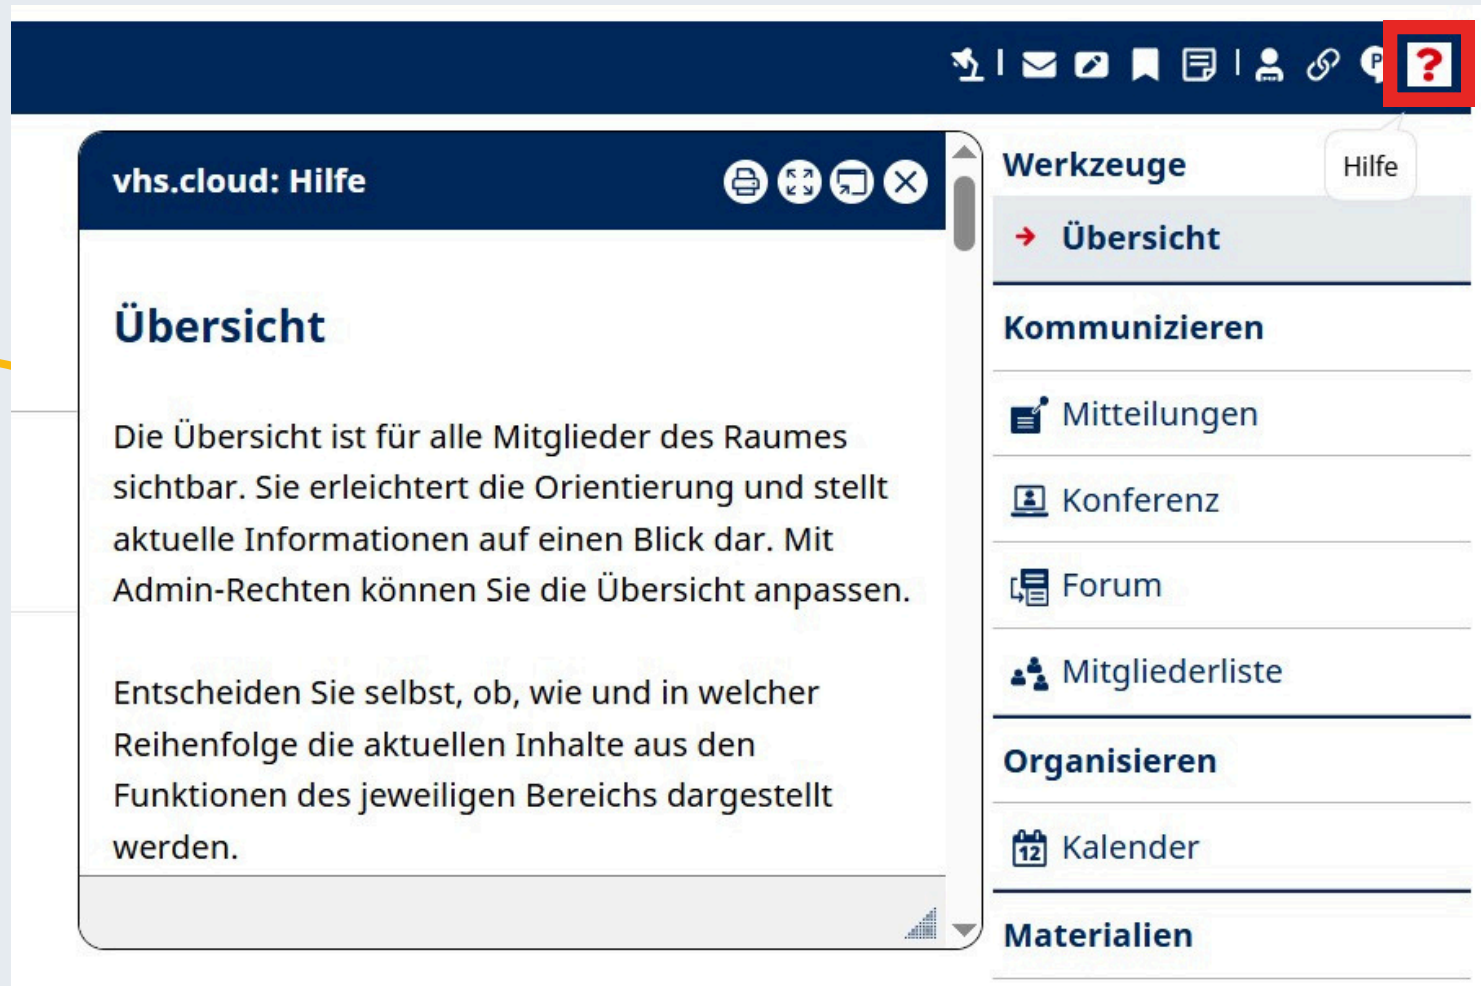 P
?
Hilfe
vhs.cloud: Hilfe
Übersicht
Die Übersicht ist für alle Mitglieder des Raumes
sichtbar. Sie erleichtert die Orientierung und stellt
aktuelle Informationen auf einen Blick dar. Mit
Admin-Rechten können Sie die Übersicht anpassen.
Entscheiden Sie selbst, ob, wie und in welcher
Reihenfolge die aktuellen Inhalte aus den
Funktionen des jeweiligen Bereichs dargestellt
werden.
Werkzeuge
Übersicht
Kommunizieren
Mitteilungen
Konferenz
Forum
Mitgliederliste
Organisieren
12 Kalender
Materialien